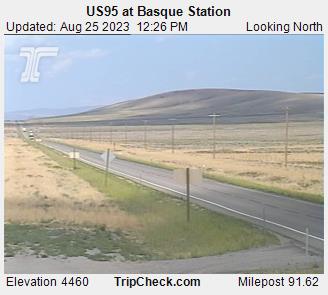 US95 at Basque Station
Updated: Aug 25 2023 12:26 PM Looking North
Elevation 4460 TripCheck.com Milepost 91.62